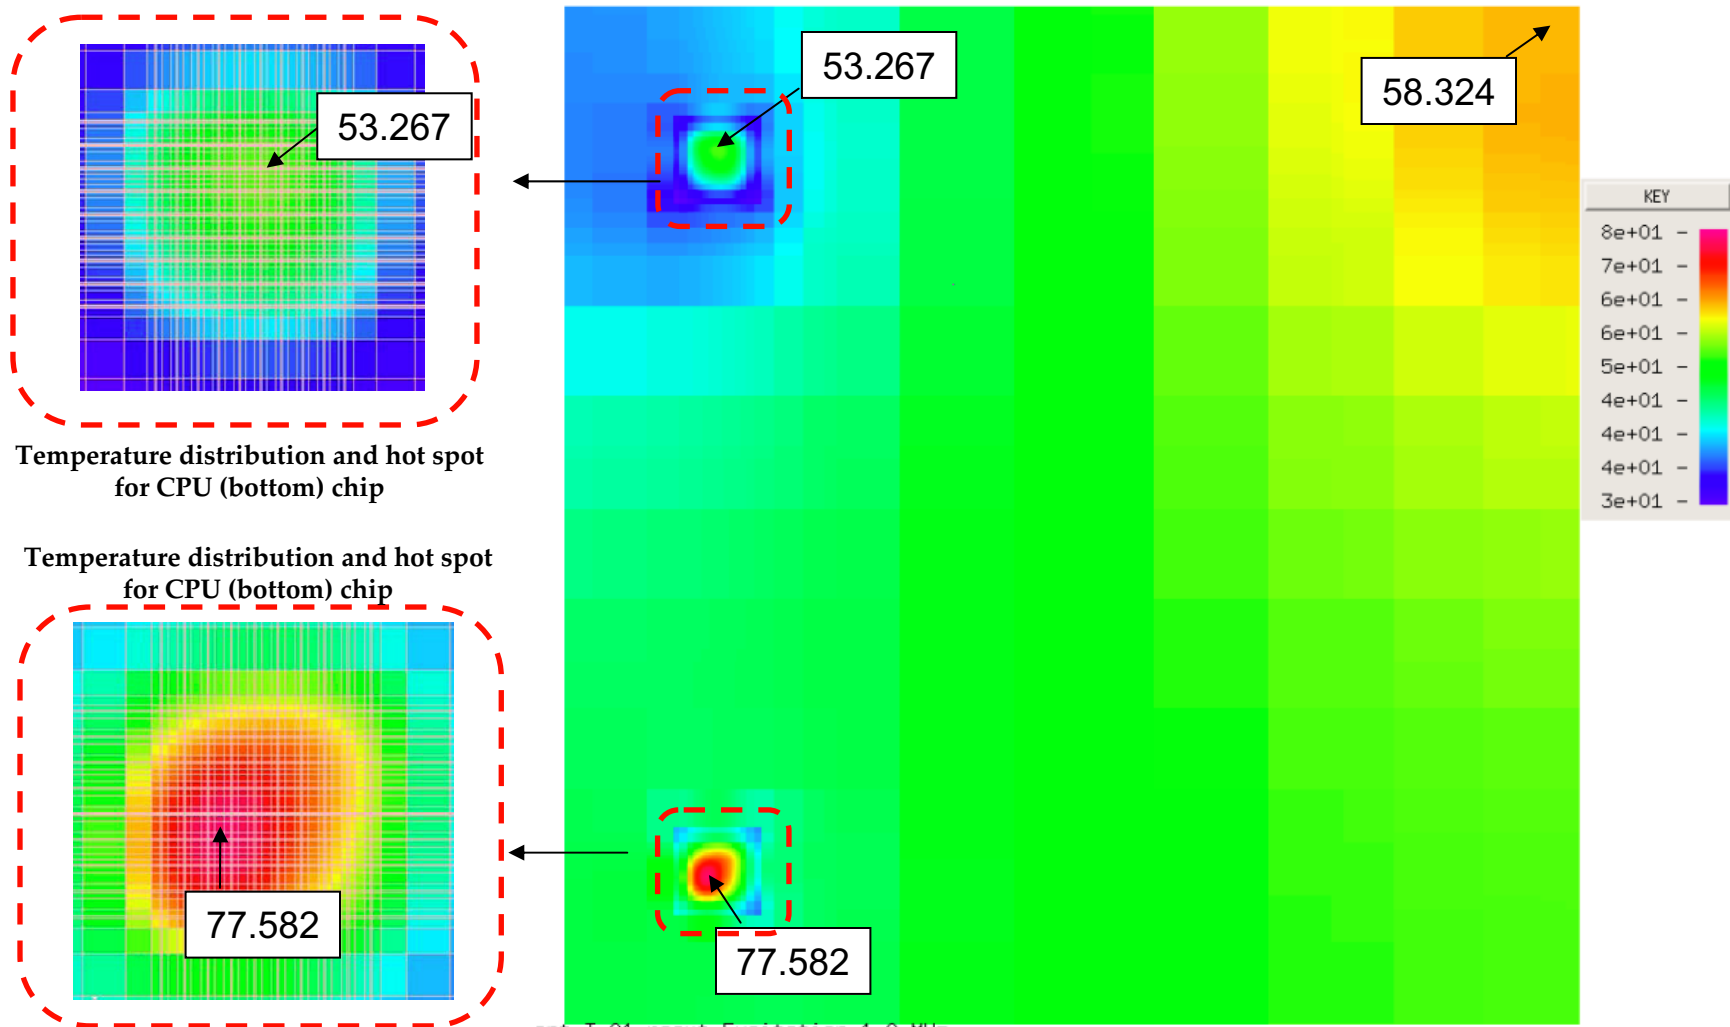 53.267
53.267
58.324
Temperature distribution and hot spot
for CPU (bottom) chip
KEY
8e+01 -
7e+01 -
6e+01 -
6e+01 -
5e+01 -
4e+01 -
4e+01 -
4e+01 -
3e+01 -
Temperature distribution and hot spot
for CPU (bottom) chip
77.582
77.582